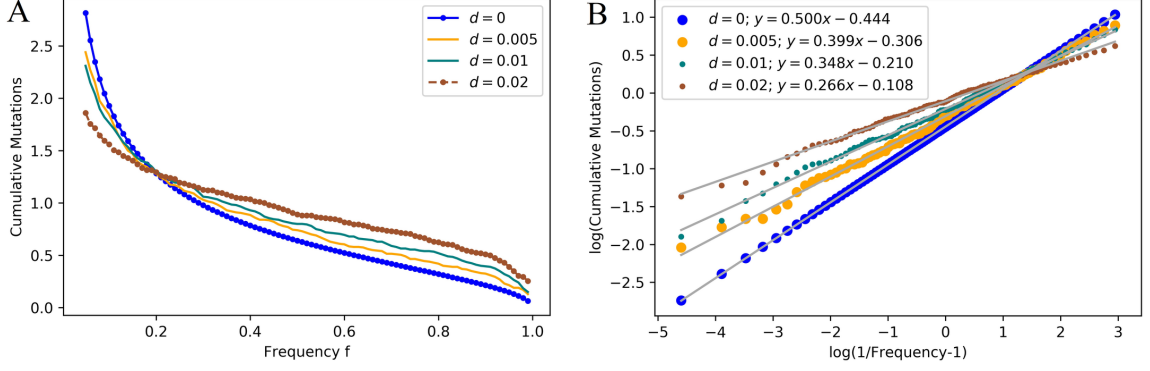 A
d = 0
d = 0.005
d = 0.01
d = 0.02
2.5
2.0
1.5
1.0
0.5
0.0
Cumulative Mutations
0.2
0.4
0.6
0.8
1.0
Frequency f
B
d = 0; y = 0.500x − 0.444
d = 0.005; y = 0.399x − 0.306
d = 0.01; y = 0.348x − 0.210
d = 0.02; y = 0.266x − 0.108
1.0
0.5
0.0
−0.5
−1.0
−1.5
−2.0
−2.5
log(Cumulative Mutations)
−5
−4
−3
−2
−1
0
1
2
3
log(1/Frequency-1)